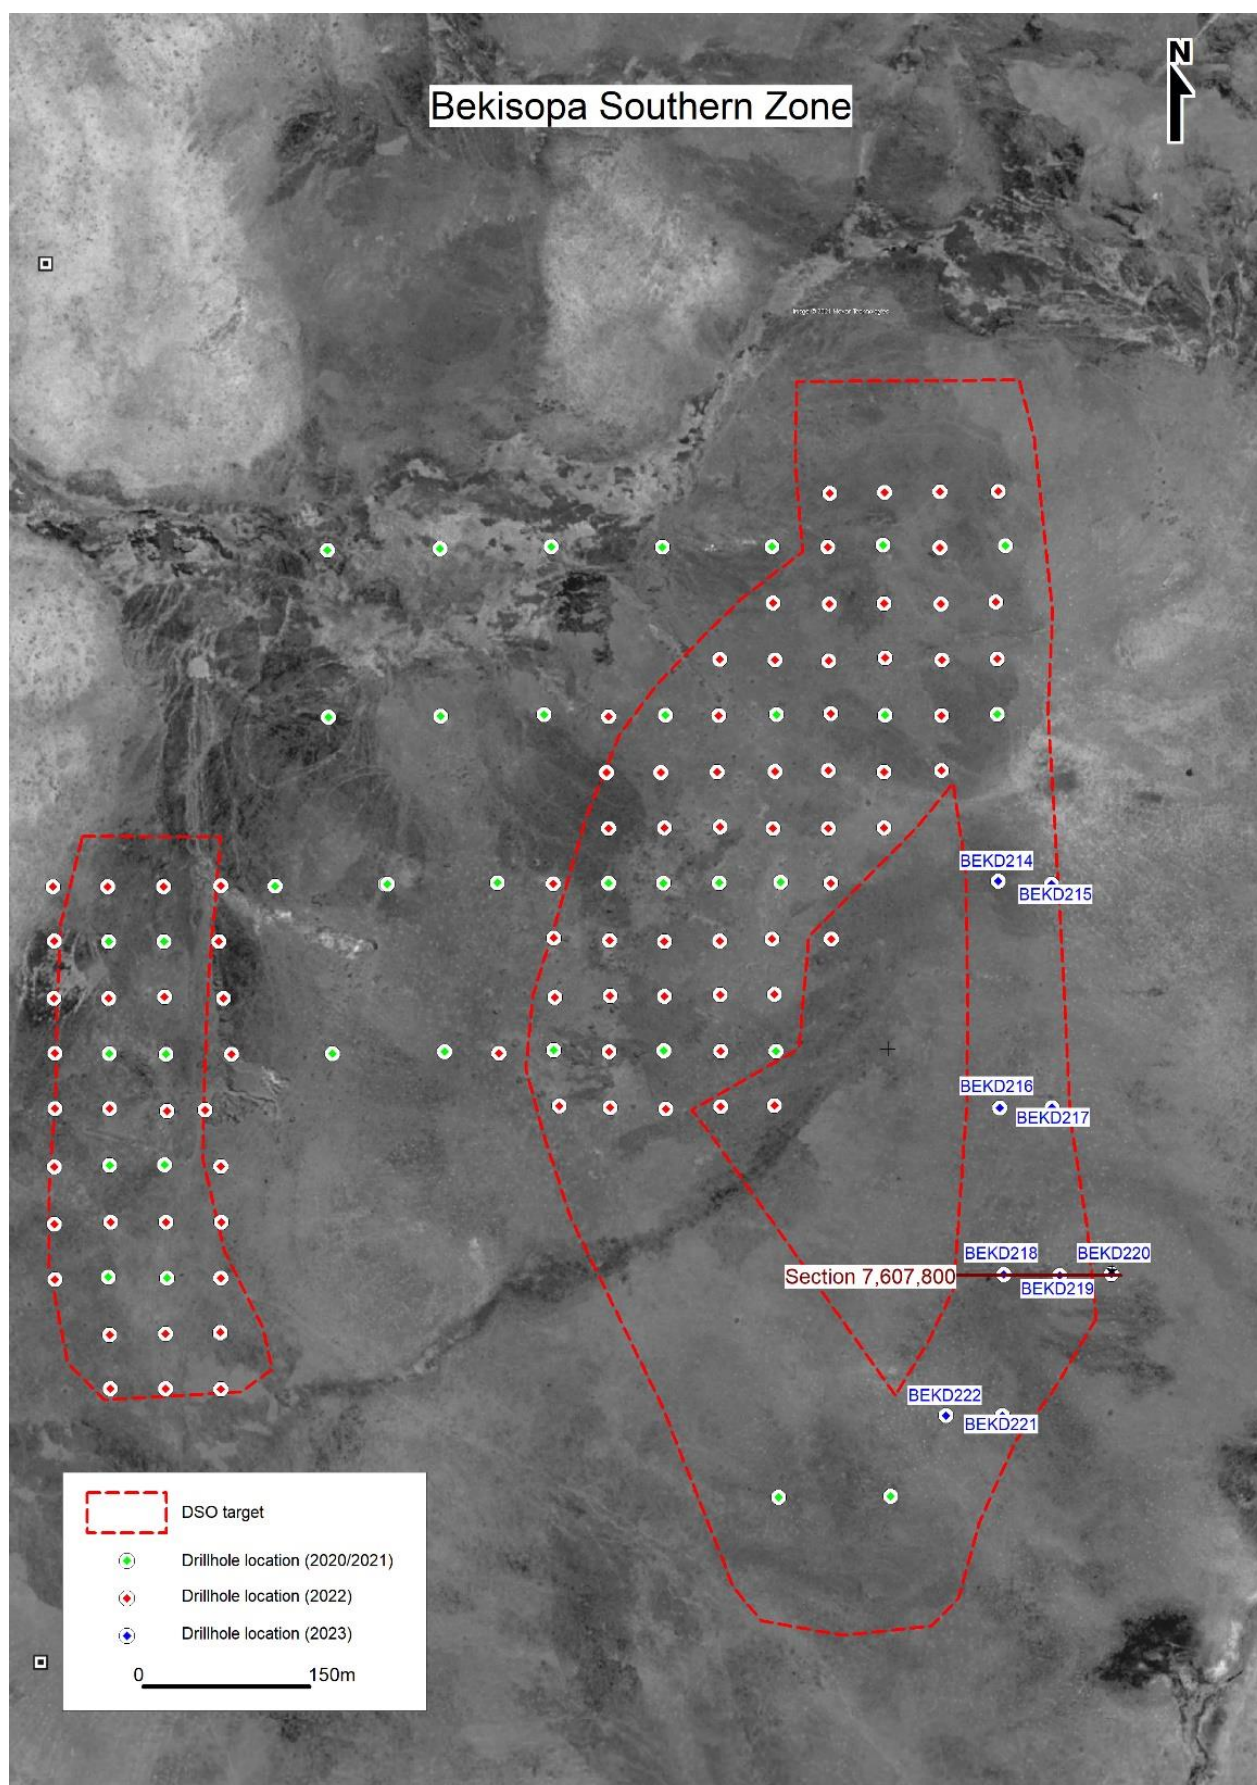 N
Bekisopa Southern Zone
BEKD214
BEKD215
BEKD216
BEKD217
BEKD218
BEKD220
Section 7,607,800
BEKD219
BEKD222
BEKD221
DSO target
Drillhole location (2020/2021)
Drillhole location (2022)
Drillhole location (2023)
0 150m